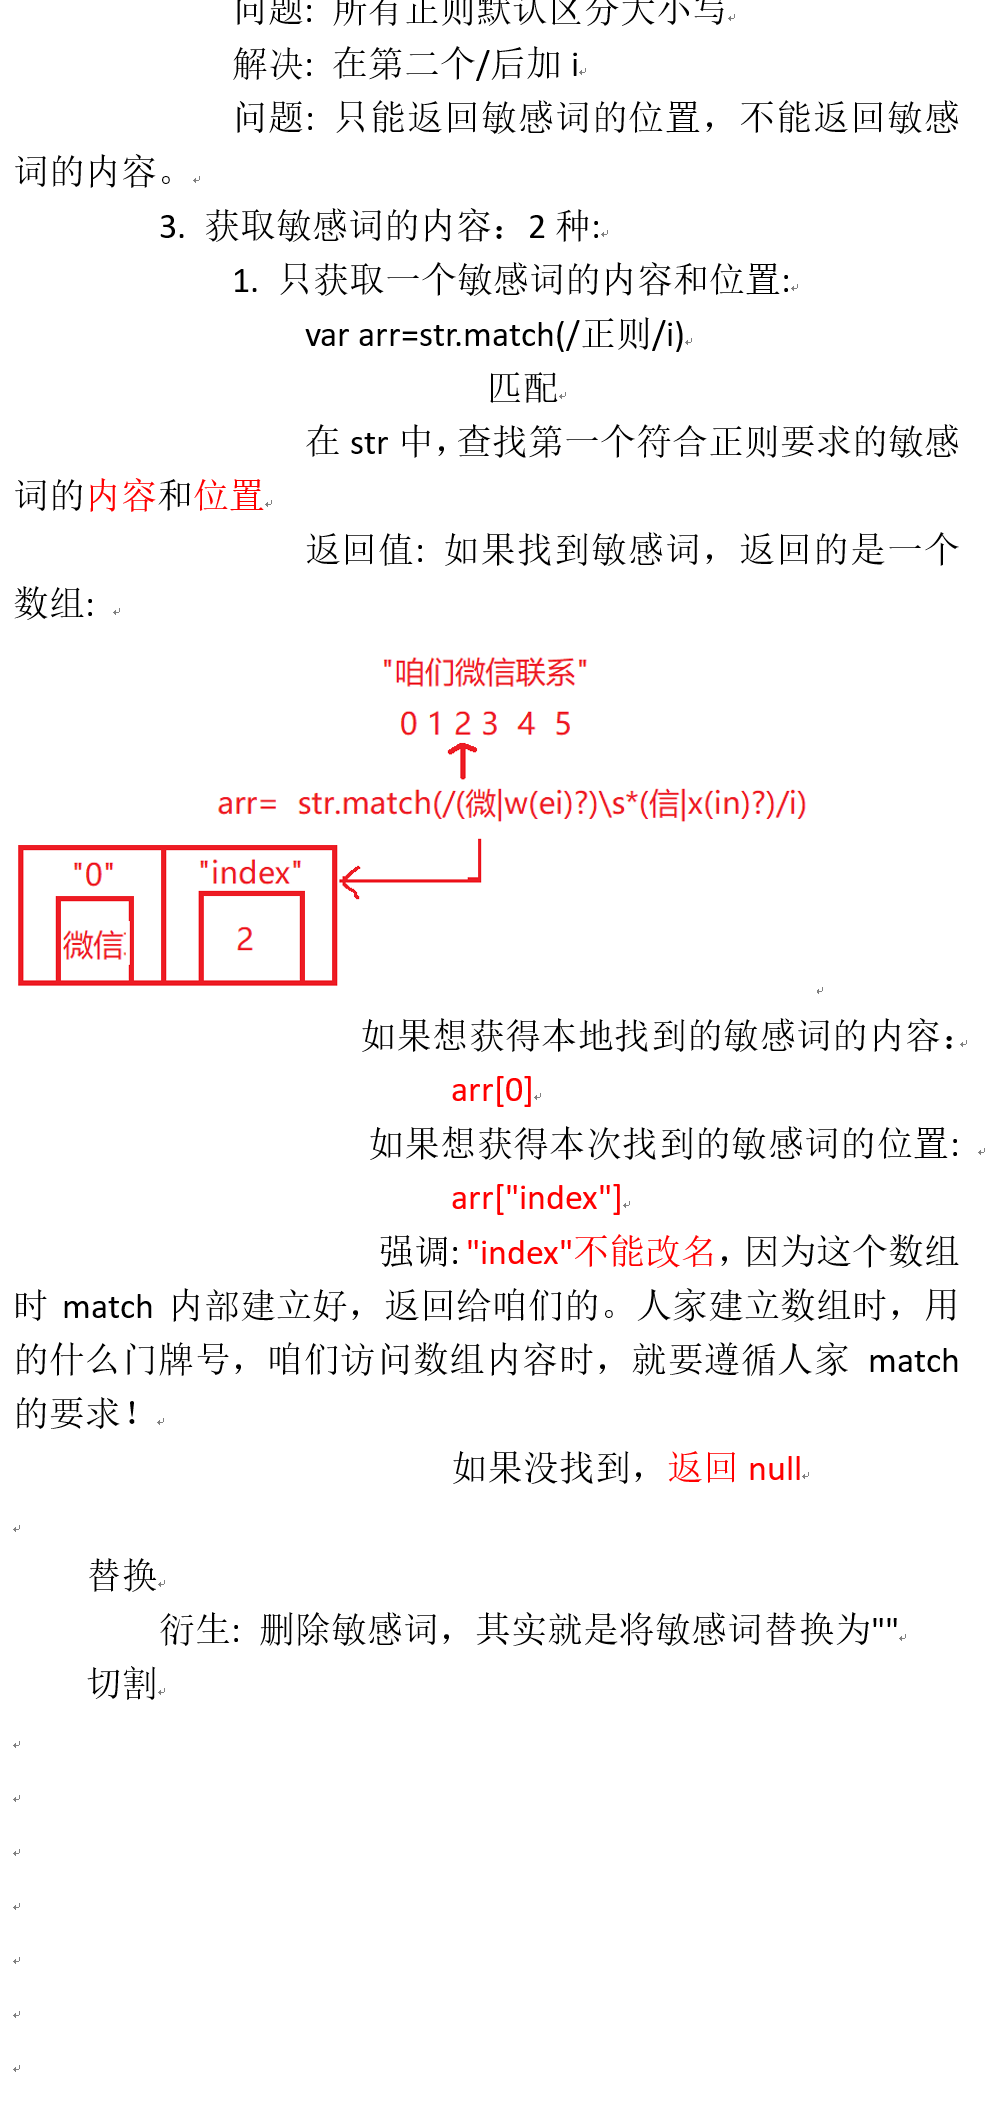 问题: 所有正则默认区分大小写
解决: 在第二个/后加 i
问题: 只能返回敏感词的位置，不能返回敏感
词的内容。
3. 获取敏感词的内容：2 种:
1. 只获取一个敏感词的内容和位置:
var arr=str.match(/正则/i)
匹配
在 str 中，查找第一个符合正则要求的敏感
词的内容和位置
返回值: 如果找到敏感词，返回的是一个
数组:
"咱们微信联系"
0 1 2 3 4 5
arr= str.match(/(微|w(ei)?)\s*(信|x(in)?)/i)
"0" "index"
微信 2
如果想获得本地找到的敏感词的内容：
arr[0]
如果想获得本次找到的敏感词的位置:
arr["index"]
强调: "index"不能改名，因为这个数组
时 match 内部建立好，返回给咱们的。人家建立数组时，用
的什么门牌号，咱们访问数组内容时，就要遵循人家 match
的要求！
如果没找到，返回 null
替换
衍生: 删除敏感词，其实就是将敏感词替换为""
切割